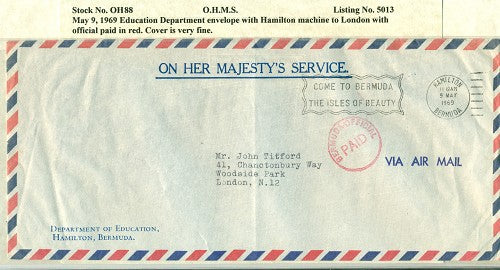 Stock No. OH88 O.H.M.S. Listing No. 5013
May 9, 1969 Education Department envelope with Hamilton machine to London with
official paid in red. Cover is very fine.
ON HER MAJESTY'S SERVICE.
COME TO BERMUDA
THE ISLES OF BEAUTY
HAMILTON
9 MAY
1969
BERMUDA
BERMUDA OFFICIAL
PAID
Mr. John Titford
41, Chanctonbury Way
Woodside Park
London, N.12
VIA AIR MAIL
DEPARTMENT OF EDUCATION,
HAMILTON, BERMUDA.